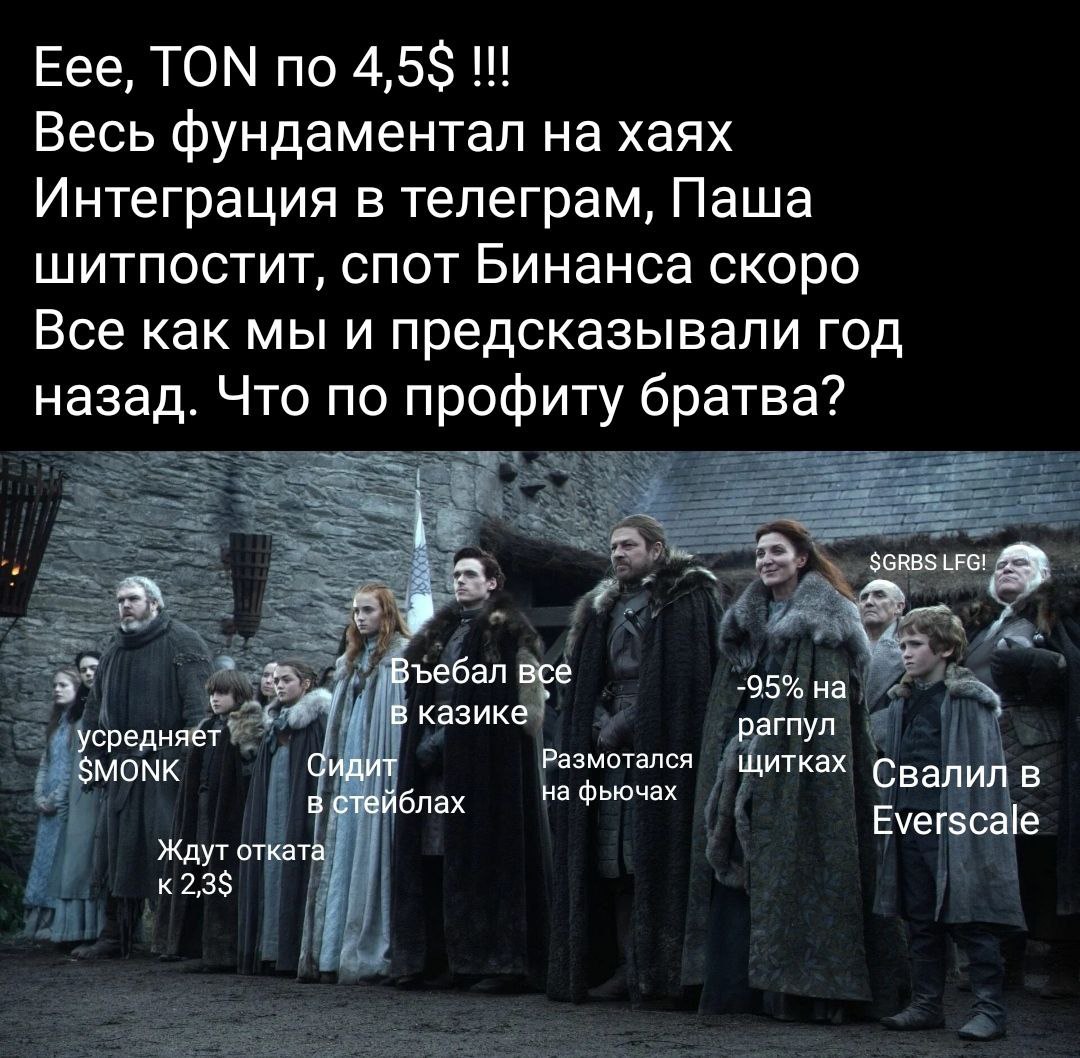 Еее, TON по 4,5$ !!!
Весь фундаментал на хаях
Интеграция в телеграм, Паша
шитпостит, спот Бинанса скоро
Все как мы и предсказывали год
назад. Что по профиту братва?
$GRBS LFG!
Въебал все
в казике
-95% на
рагпул
щитках
усредняет
$MONK
Сидит
в стейблах
Размотался
на фьючах
Свалил в
Everscale
Ждут отката
к 2,3$